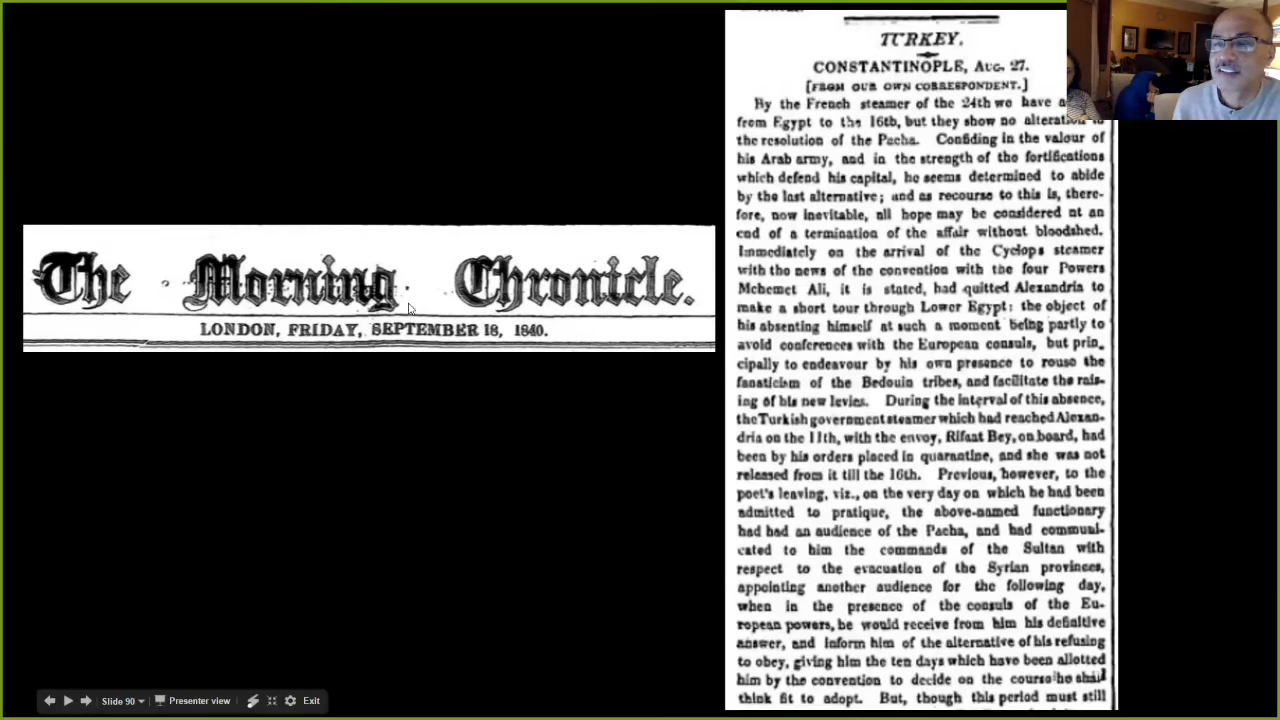 The Morning Chronicle.
LONDON, FRIDAY, SEPTEMBER 18, 1840.
TURKEY.
CONSTANTINOPLE, Aug. 27.
[FROM OUR OWN CORRESPONDENT.]
By the French steamer of the 24th we have a
from Egypt to the 16th, but they show no alteration to
the resolution of the Pacha. Confiding in the valour of
his Arab army, and in the strength of the fortifications
which defend his capital, he seems determined to abide
by the last alternative; and as recourse to this is, there-
fore, now inevitable, all hope may be considered at an
end of a termination of the affair without bloodshed.
Immediately on the arrival of the Cyclops steamer
with the news of the convention with the four Powers
Mehemet Ali, it is stated, had quitted Alexandria to
make a short tour through Lower Egypt: the object of
his absenting himself at such a moment being partly to
avoid conferences with the European consuls, but prin-
cipally to endeavour by his own presence to rouse the
fanaticism of the Bedouin tribes, and facilitate the rais-
ing of his new levies. During the interval of this absence,
the Turkish government steamer which had reached Alexan-
dria on the 11th, with the envoy, Rifaat Bey, on board, had
been by his orders placed in quarantine, and she was not
released from it till the 16th. Previous, however, to the
poet's leaving, viz., on the very day on which he had been
admitted to pratique, the above-named functionary
had had an audience of the Pacha, and had communi-
cated to him the commands of the Sultan with
respect to the evacuation of the Syrian provinces,
appointing another audience for the following day,
when in the presence of the consuls of the Eu-
ropean powers, he would receive from him his definitive
answer, and inform him of the alternative of his refusing
to obey, giving him the ten days which have been allotted
him by the convention to decide on the course he shall
think fit to adopt. But, though this period must still
Slide 90
Presenter view
Exit